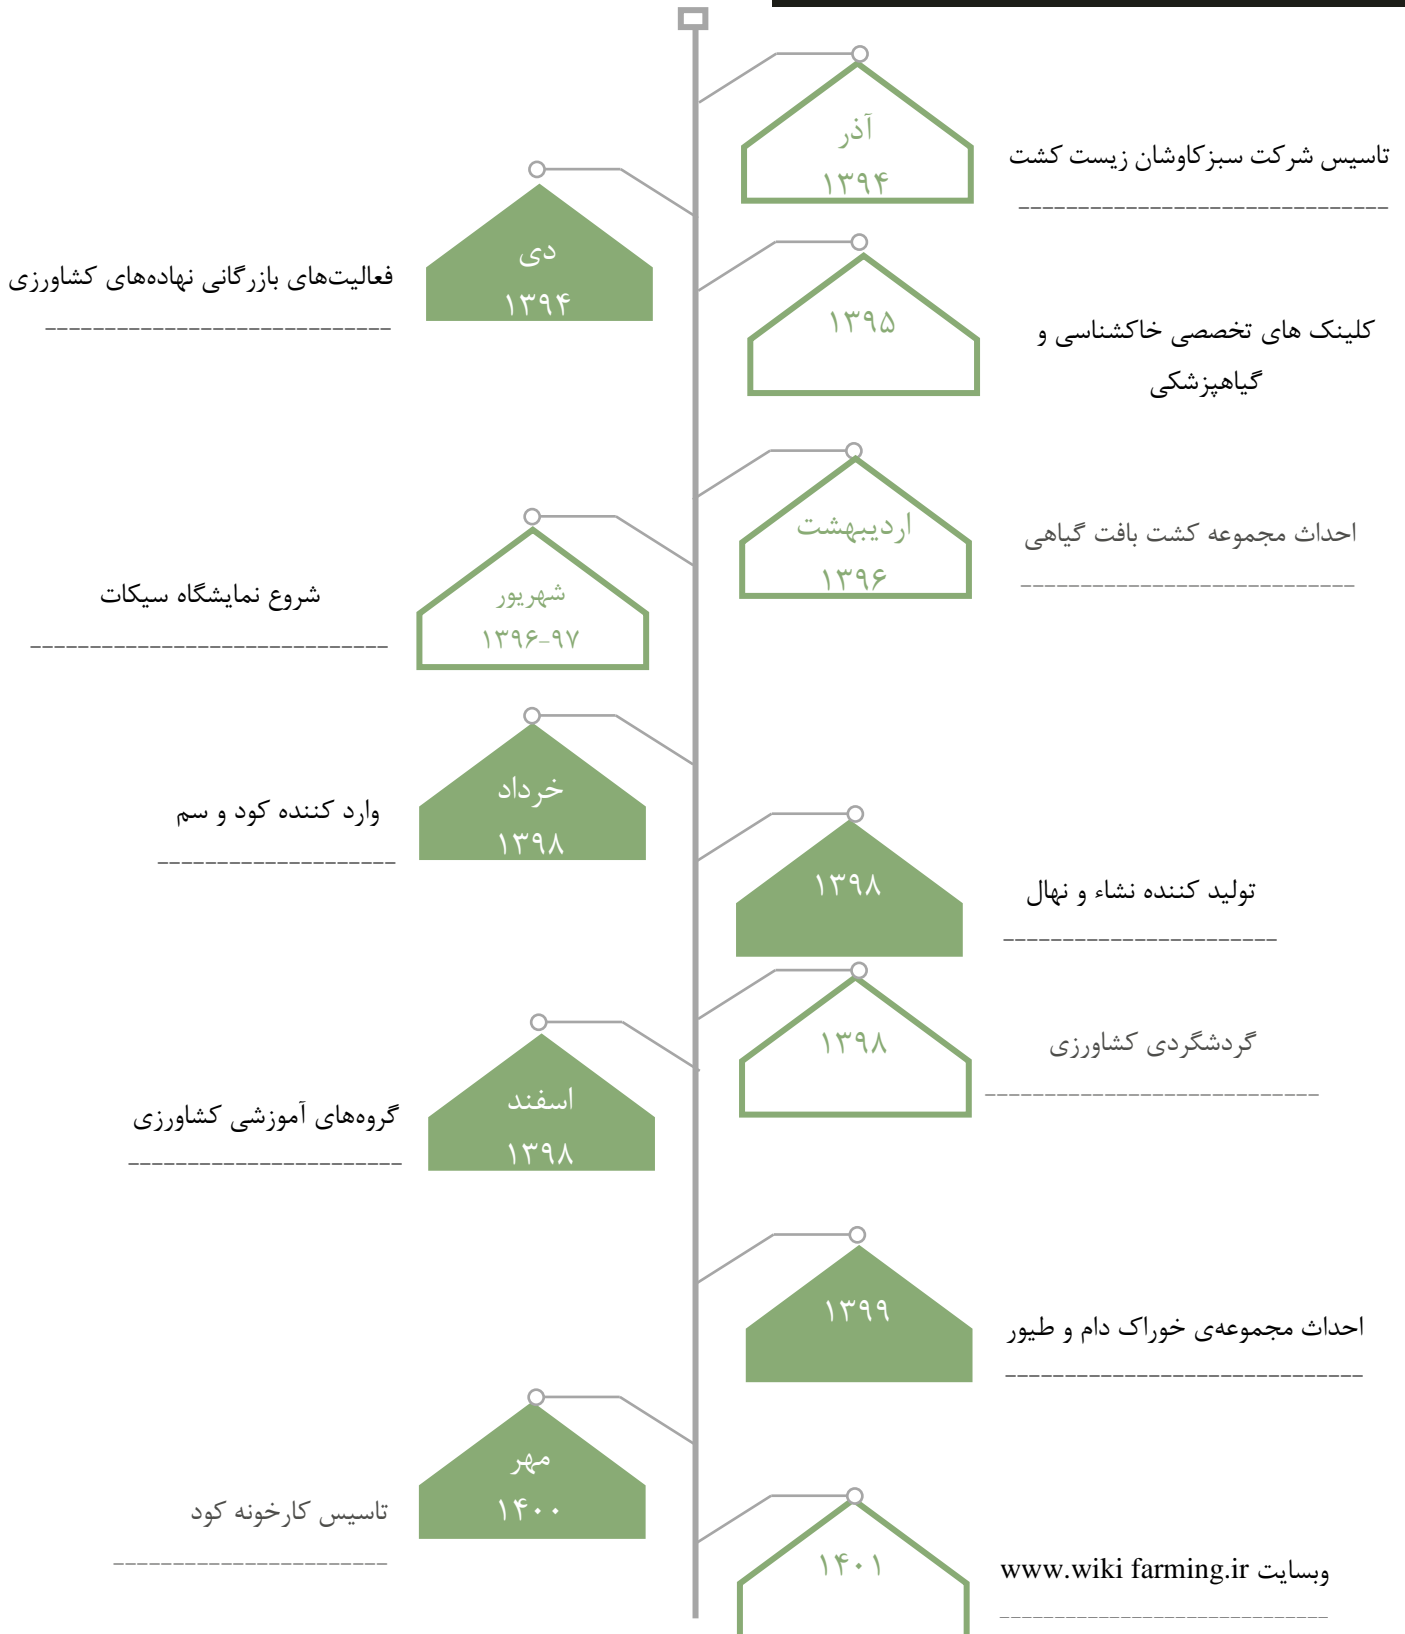 آذر
۱۳۹۴
تاسیس شرکت سبزکاوشان زیست کشت
دی
۱۳۹۴
فعالیت‌های بازرگانی نهاده‌های کشاورزی
۱۳۹۵
کلینک های تخصصی خاکشناسی و
گیاهپزشکی
اردیبهشت
۱۳۹۶
احداث مجموعه کشت بافت گیاهی
شهریور
۱۳۹۶-۹۷
شروع نمایشگاه سیکات
خرداد
۱۳۹۸
وارد کننده کود و سم
۱۳۹۸
تولید کننده نشاء و نهال
۱۳۹۸
گردشگردی کشاورزی
اسفند
۱۳۹۸
گروه‌های آموزشی کشاورزی
۱۳۹۹
احداث مجموعه‌ی خوراک دام و طیور
مهر
۱۴۰۰
تاسیس کارخونه کود
۱۴۰۱
وبسایت www.wiki farming.ir